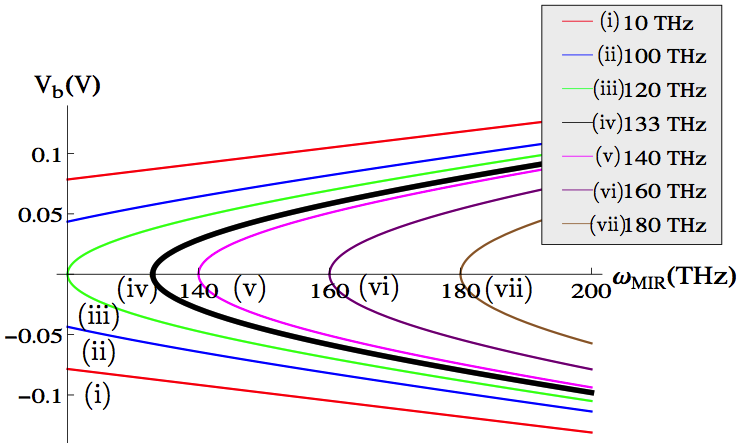 (i) 10 THz
(ii) 100 THz
(iii) 120 THz
(iv) 133 THz
(v) 140 THz
(vi) 160 THz
(vii) 180 THz
V_b(V)
0.1
0.05
−0.05
−0.1
140 160 180 200
ω_MIR(THz)
(iv) (v) (vi) (vii)
(iii)
(ii)
(i)